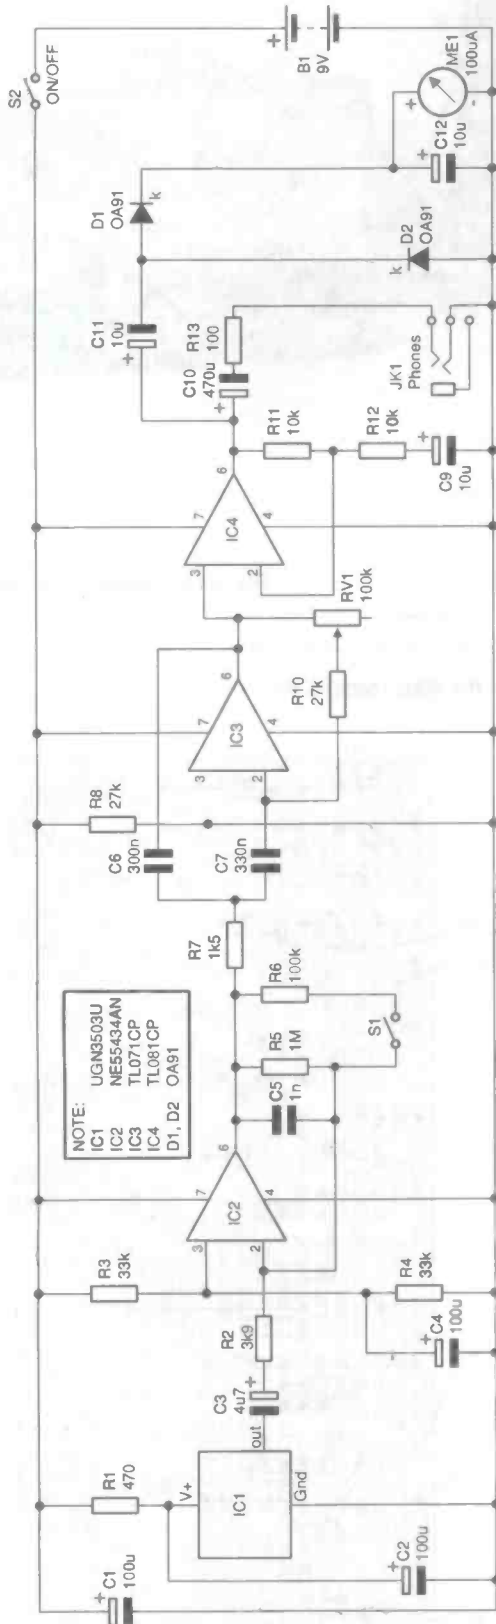 S2
ON/OFF
B1
9V
ME1
100uA
+
-
C12
10u
D1
OA91
k
D2
OA91
k
C11
10u
R13
100
C10
470u
JK1
Phones
R11
10k
R12
10k
C9
10u
IC4
3
2
7
6
4
RV1
100k
R10
27k
IC3
3
2
7
6
4
R8
27k
C6
300n
C7
330n
R7
1k5
R6
100k
R5
1M
S1
C5
1n
NOTE:
IC1 UGN3503U
IC2 NE55434AN
IC3 TL071CP
IC4 TL081CP
D1, D2 OA91
IC2
3
2
7
6
4
R3
33k
R4
33k
C4
100u
R2
3k9
C3
4u7
out
V+
IC1
Gnd
R1
470
C1
100u
C2
100u